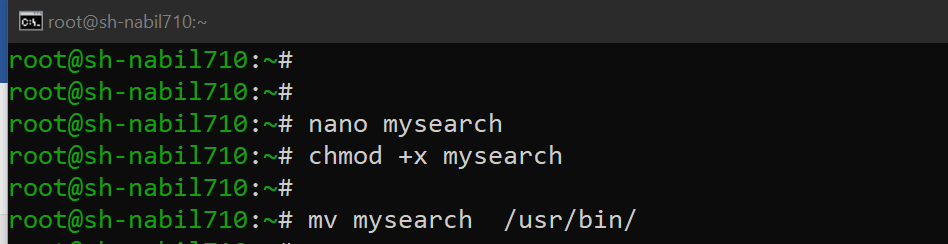 root@sh-nabil710:~
root@sh-nabil710:~#
root@sh-nabil710:~#
root@sh-nabil710:~# nano mysearch
root@sh-nabil710:~# chmod +x mysearch
root@sh-nabil710:~#
root@sh-nabil710:~# mv mysearch  /usr/bin/